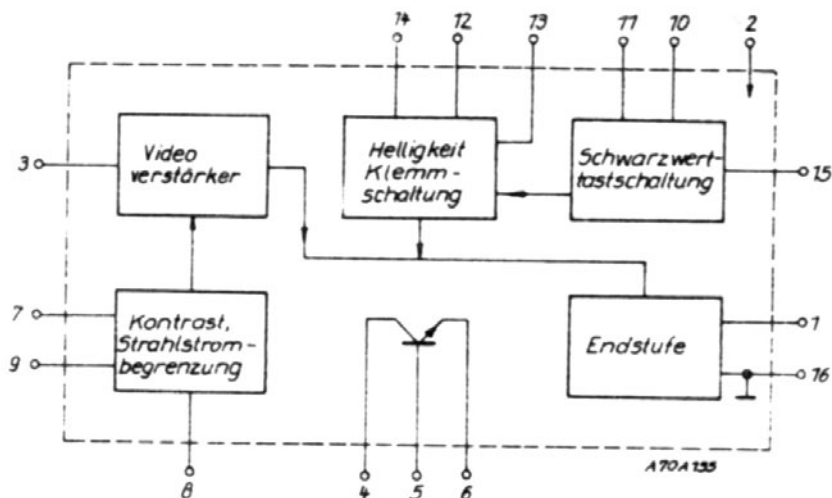 14 12 13 11 10 2
3
Video
verstärker
Helligkeit
Klemm-
schaltung
Schwarzwert-
tastschaltung
15
7
9
Kontrast,
Strahlstrom-
begrenzung
Endstufe
1
16
8 4 5 6